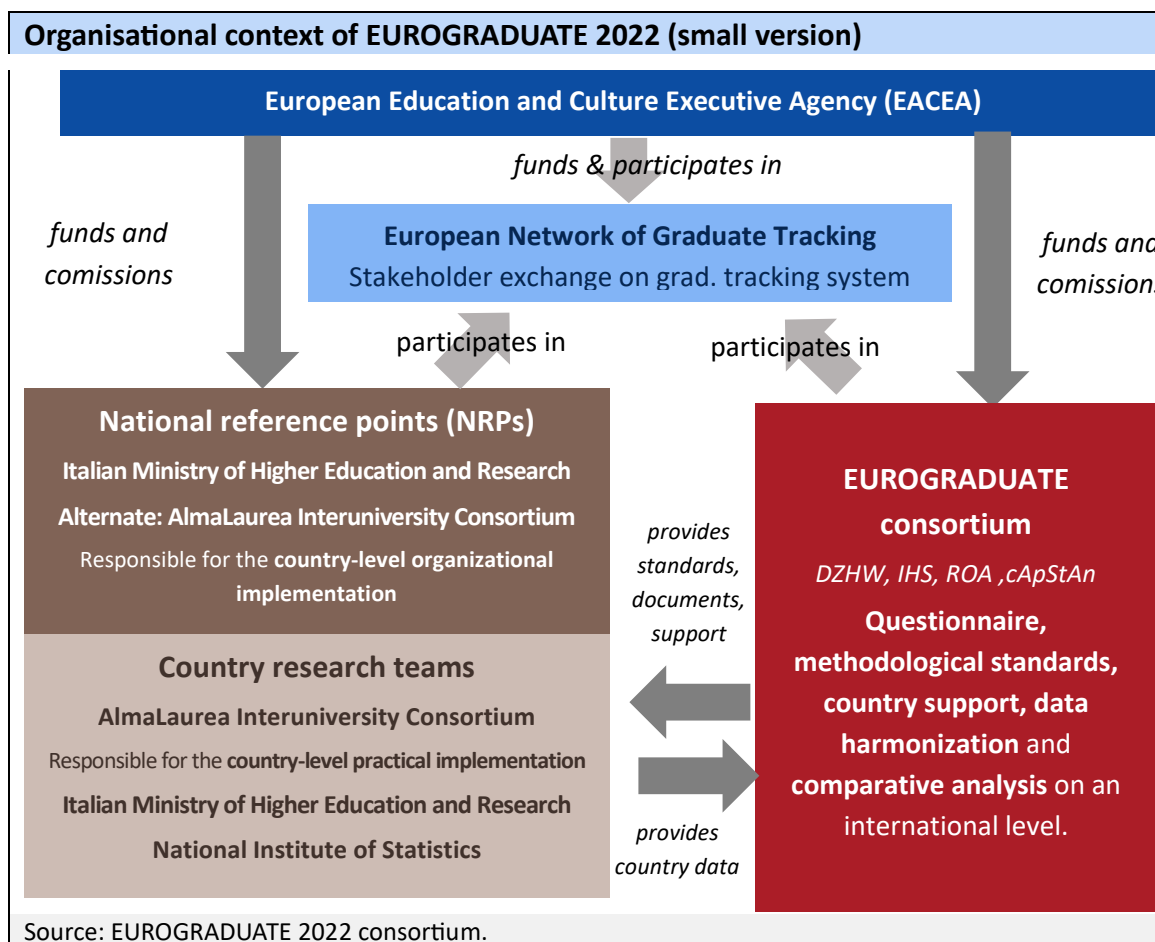 Organisational context of EUROGRADUATE 2022 (small version)
European Education and Culture Executive Agency (EACEA)
funds & participates in
funds and
comissions
European Network of Graduate Tracking
Stakeholder exchange on grad. tracking system
funds and
comissions
participates in
participates in
National reference points (NRPs)
Italian Ministry of Higher Education and Research
Alternate: AlmaLaurea Interuniversity Consortium
Responsible for the country-level organizational
implementation
Country research teams
AlmaLaurea Interuniversity Consortium
Responsible for the country-level practical implementation
Italian Ministry of Higher Education and Research
National Institute of Statistics
provides
standards,
documents,
support
provides
country data
EUROGRADUATE
consortium
DZHW, IHS, ROA ,cApStAn
Questionnaire,
methodological standards,
country support, data
harmonization and
comparative analysis on an
international level.
Source: EUROGRADUATE 2022 consortium.